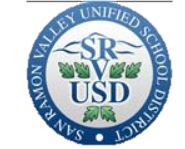 SAN RAMON VALLEY UNIFIED SCHOOL DISTRICT
SRV
USD